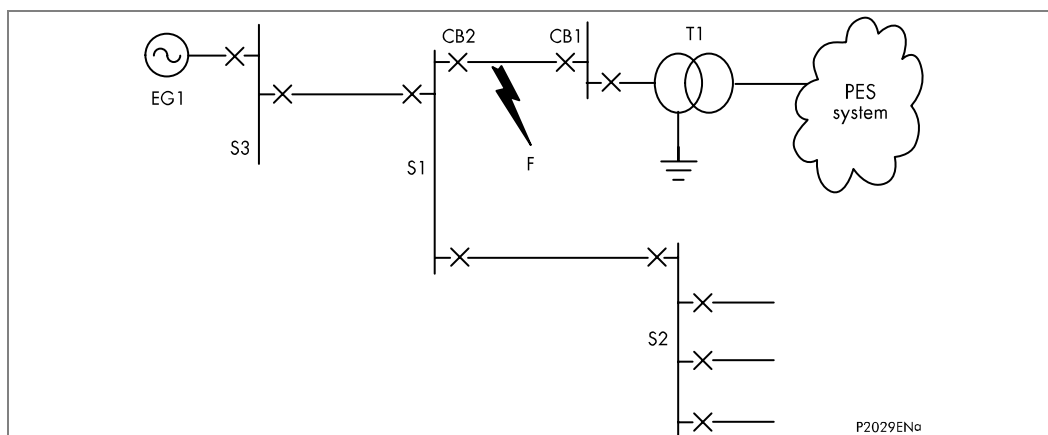 CB2
CB1
T1
EG1
PES
system
S3
S1
F
S2
P2029ENa